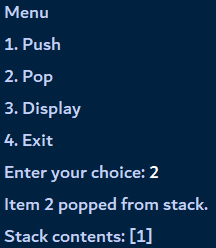 Menu
1. Push
2. Pop
3. Display
4. Exit
Enter your choice: 2
Item 2 popped from stack.
Stack contents: [1]